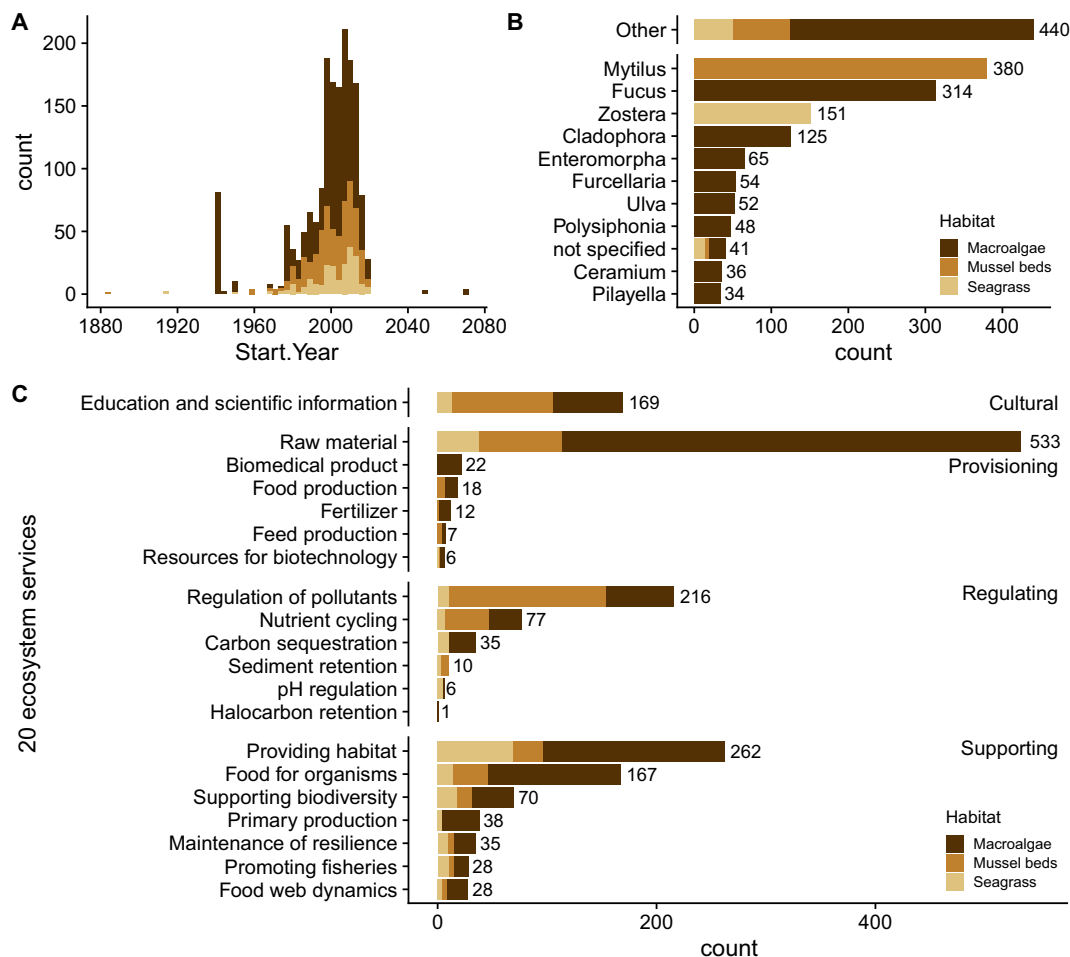 A
200
150
100
50
0
count
1880 1920 1960 2000 2040 2080
Start.Year
B
Other 440
Mytilus 380
Fucus 314
Zostera 151
Cladophora 125
Enteromorpha 65
Furcellaria 54
Ulva 52
Polysiphonia 48
not specified 41
Ceramium 36
Pilayella 34
Habitat
Macroalgae
Mussel beds
Seagrass
0 100 200 300 400
count
C
20 ecosystem services
Education and scientific information 169 Cultural
Raw material 533
Provisioning
Biomedical product 22
Food production 18
Fertilizer 12
Feed production 7
Resources for biotechnology 6
Regulating
Regulation of pollutants 216
Nutrient cycling 77
Carbon sequestration 35
Sediment retention 10
pH regulation 6
Halocarbon retention 1
Supporting
Providing habitat 262
Food for organisms 167
Supporting biodiversity 70
Primary production 38
Maintenance of resilience 35
Promoting fisheries 28
Food web dynamics 28
Habitat
Macroalgae
Mussel beds
Seagrass
0 200 400
count